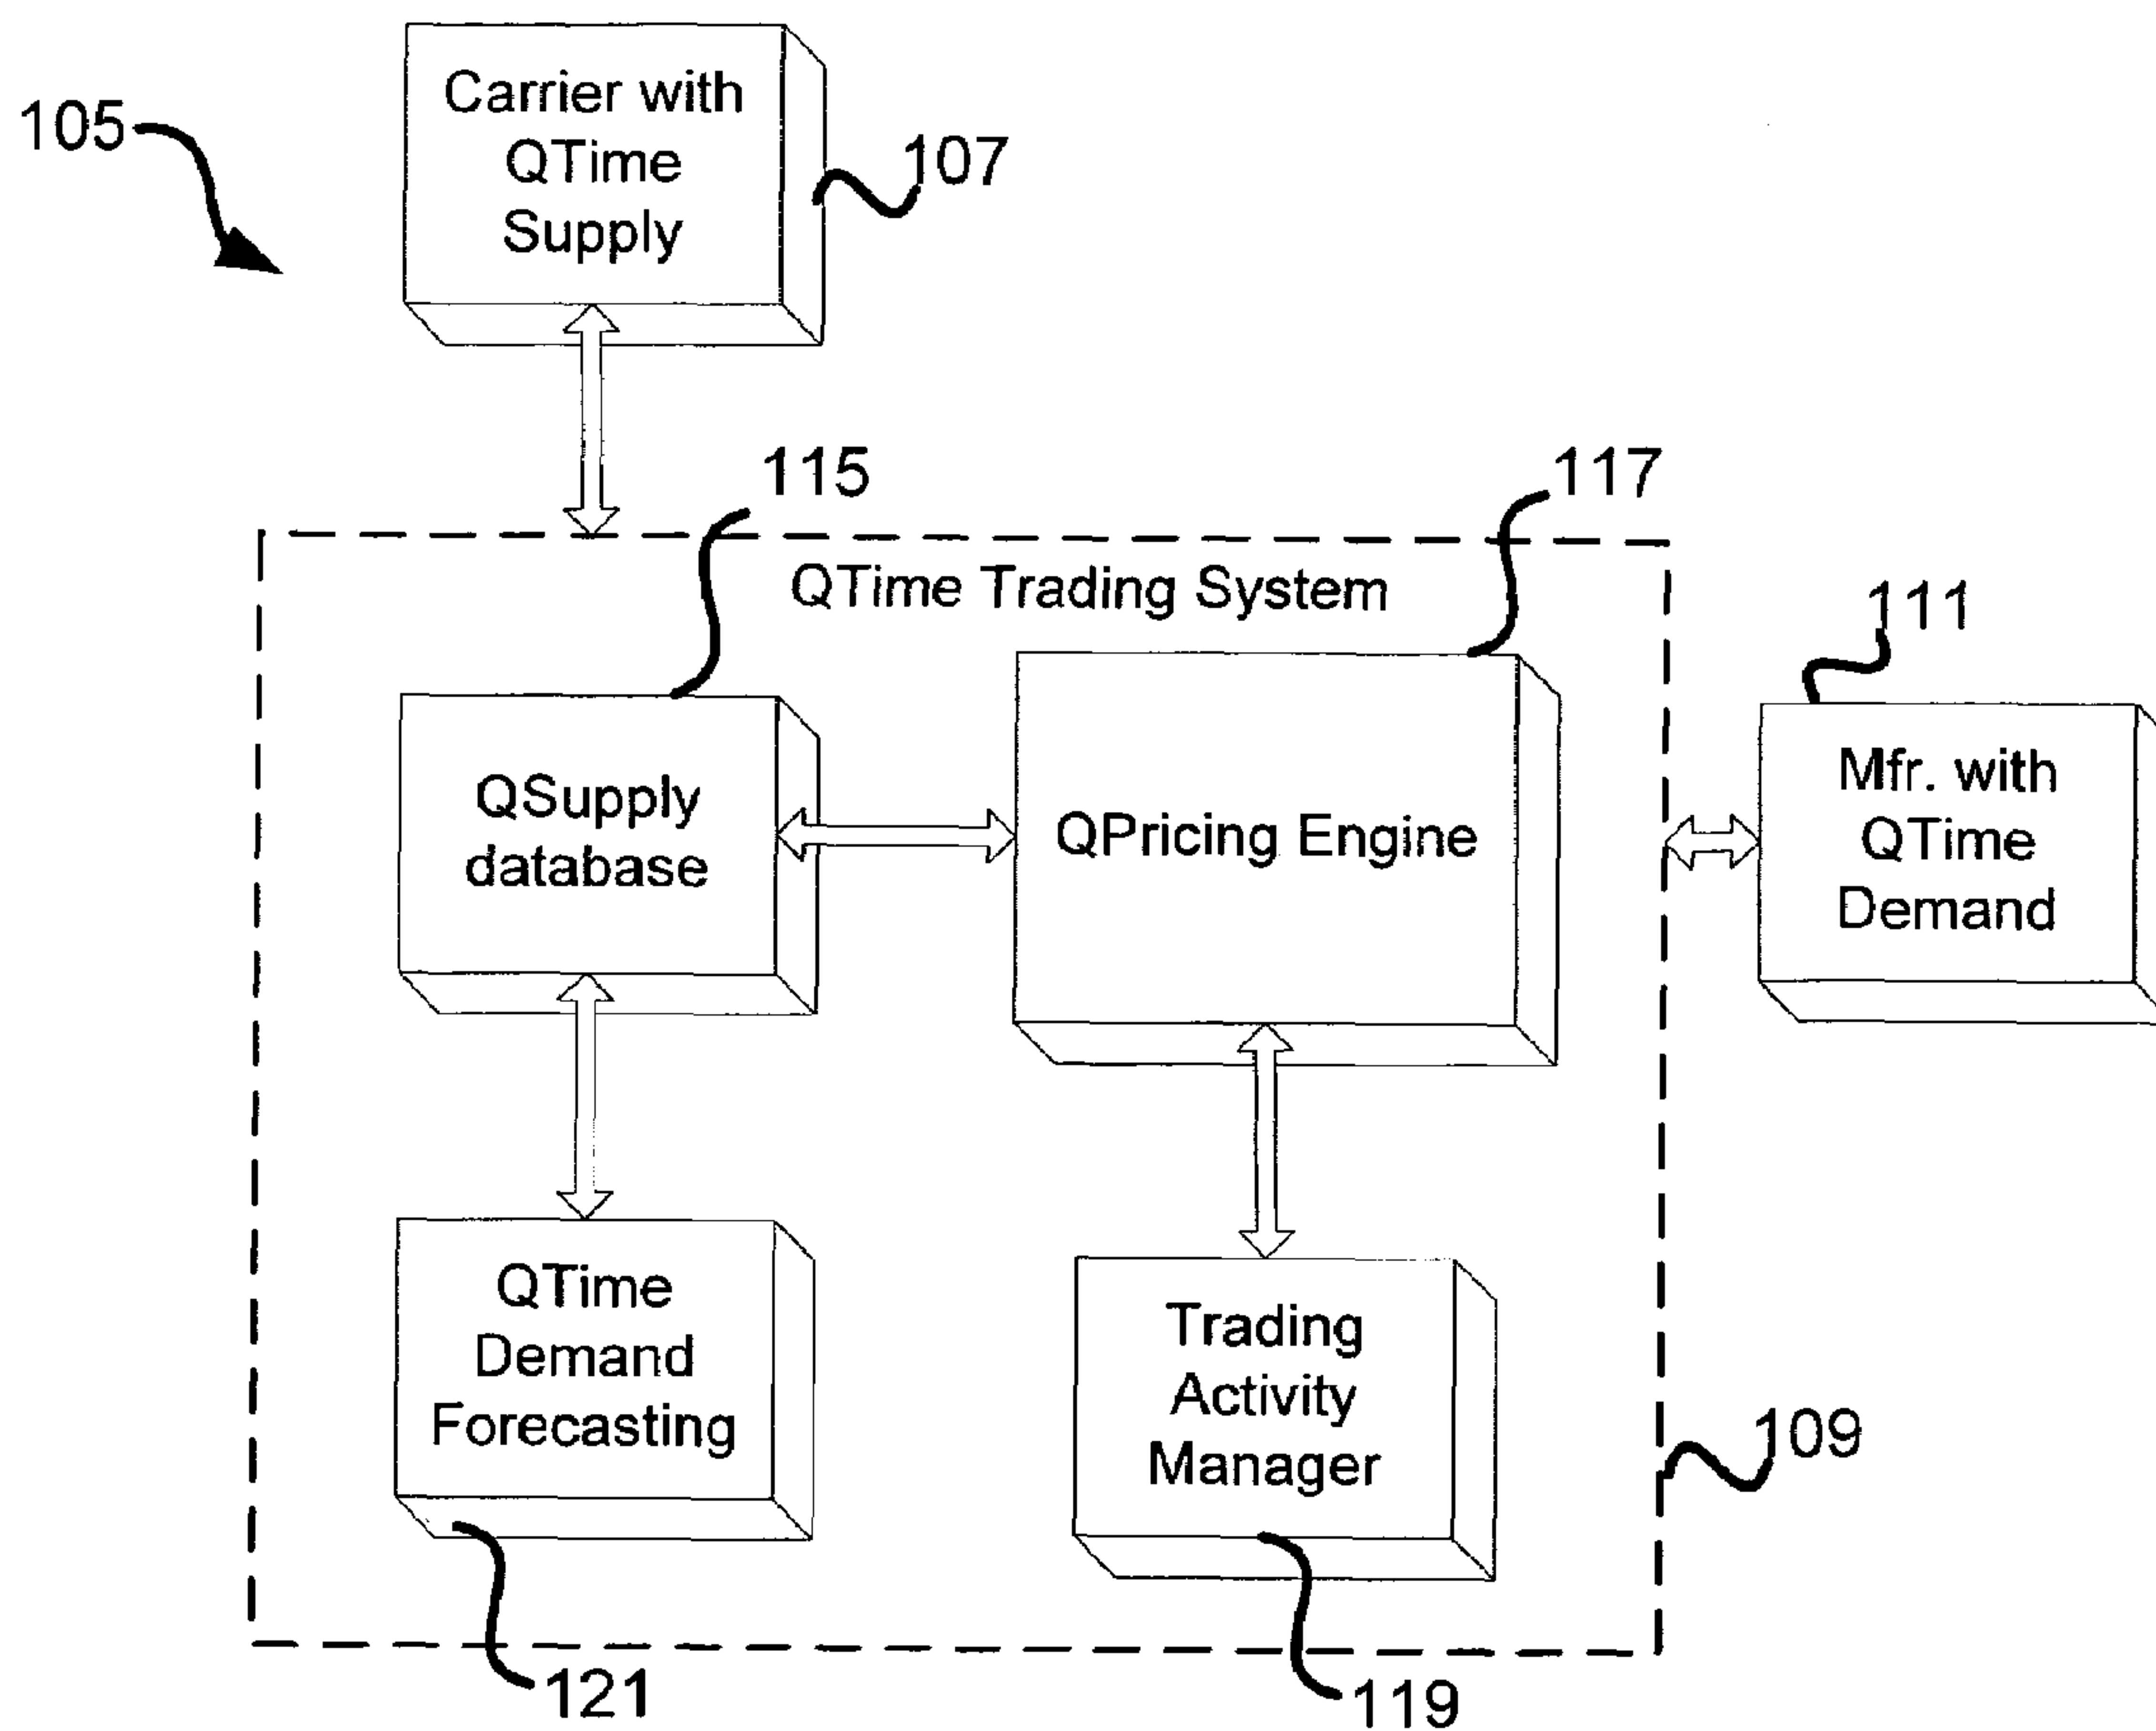 105
Carrier with
QTime
Supply
107
115
117
QTime Trading System
111
QSupply
database
QPricing Engine
Mfr. with
QTime
Demand
QTime
Demand
Forecasting
Trading
Activity
Manager
109
121
119